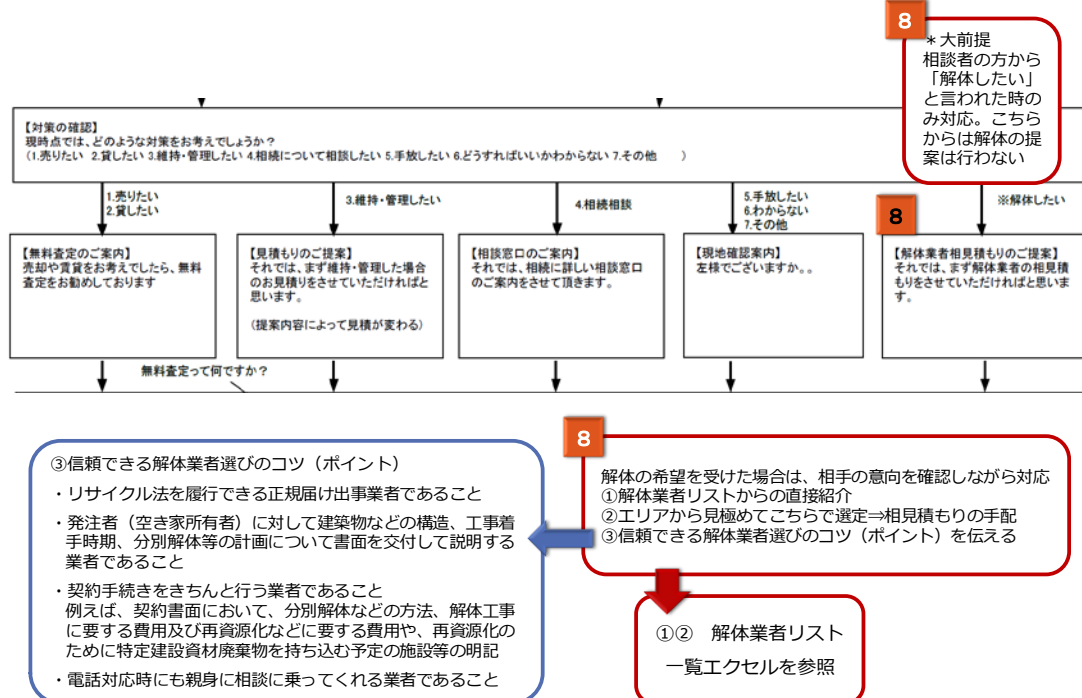 8
＊大前提
相談者の方から
「解体したい」
と言われた時の
み対応。こちら
からは解体の提
案は行わない
【対策の確認】
現時点では、どのような対策をお考えでしょうか？
（1.売りたい 2.貸したい 3.維持・管理したい 4.相続について相談したい 5.手放したい 6.どうすればいいかわからない 7.その他　　）
1.売りたい
2.貸したい
3.維持・管理したい
4.相続相談
5.手放したい
6.わからない
7.その他
※解体したい
8
【無料査定のご案内】
売却や賃貸をお考えでしたら、無料
査定をお勧めしております
【見積もりのご提案】
それでは、まず維持・管理した場合
のお見積りをさせていただければと
思います。
（提案内容によって見積が変わる）
【相談窓口のご案内】
それでは、相続に詳しい相談窓口
のご案内をさせて頂きます。
【現地確認案内】
左様でございますか。。
【解体業者相見積もりのご提案】
それでは、まず解体業者の相見積
もりをさせていただければと思いま
す。
無料査定って何ですか？
8
解体の希望を受けた場合は、相手の意向を確認しながら対応
①解体業者リストからの直接紹介
②エリアから見極めてこちらで選定⇒相見積もりの手配
③信頼できる解体業者選びのコツ（ポイント）を伝える
③信頼できる解体業者選びのコツ（ポイント）
・リサイクル法を履行できる正規届け出事業者であること
・発注者（空き家所有者）に対して建築物などの構造、工事着
手時期、分別解体等の計画について書面を交付して説明する
業者であること
・契約手続きをきちんと行う業者であること
例えば、契約書面において、分別解体などの方法、解体工事
に要する費用及び再資源化などに要する費用や、再資源化の
ために特定建設資材廃棄物を持ち込む予定の施設等の明記
・電話対応時にも親身に相談に乗ってくれる業者であること
①②　解体業者リスト
一覧エクセルを参照